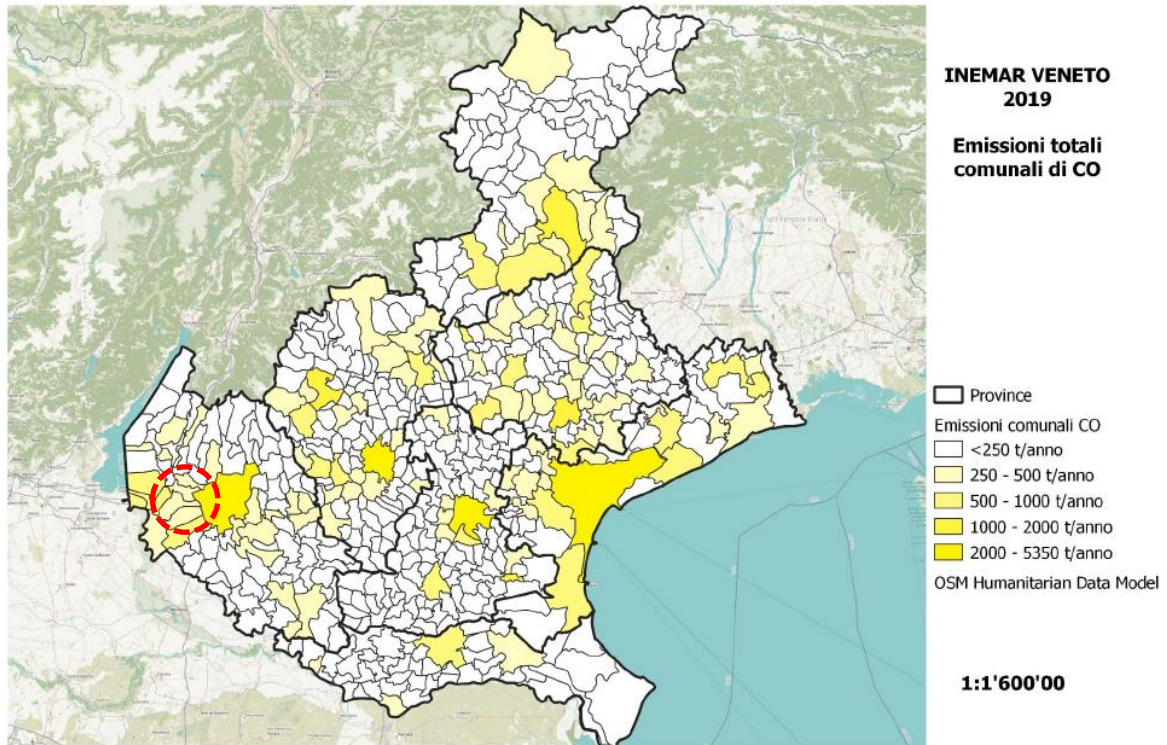 INEMAR VENETO
2019
Emissioni totali
comunali di CO
Province
Emissioni comunali CO
<250 t/anno
250 - 500 t/anno
500 - 1000 t/anno
1000 - 2000 t/anno
2000 - 5350 t/anno
OSM Humanitarian Data Model
1:1'600'00